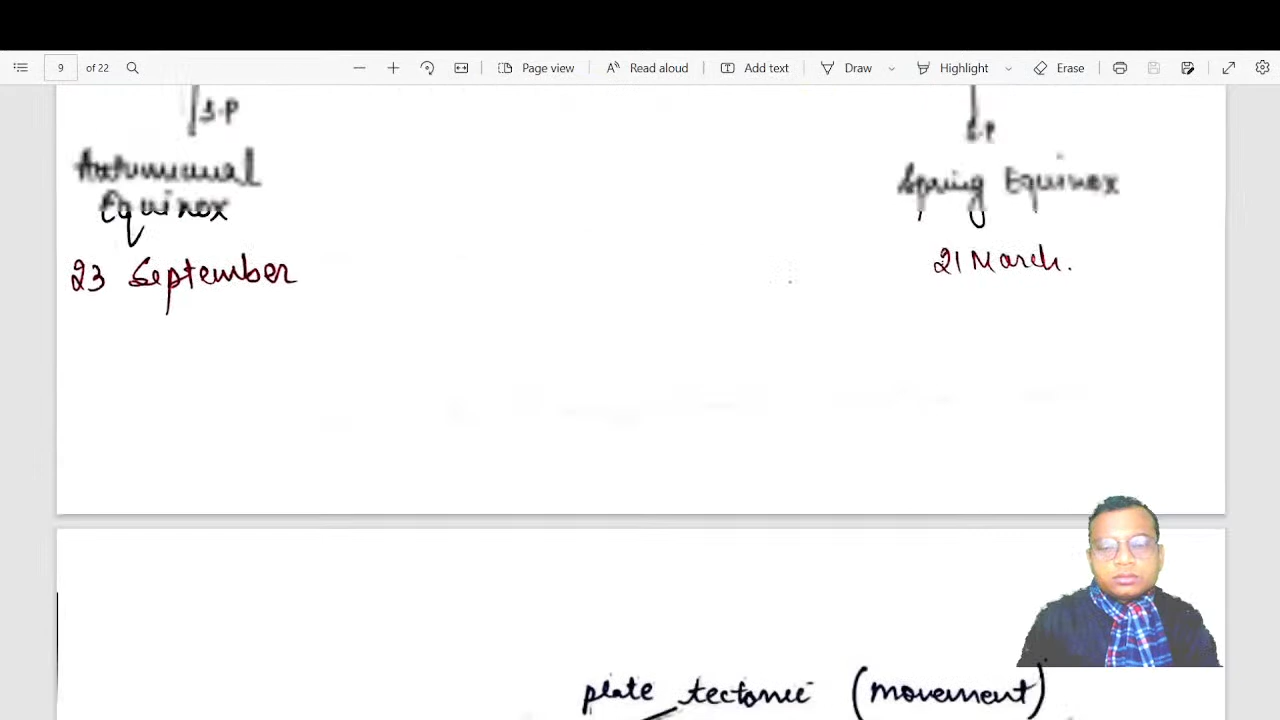 9 of 22 Page view Read aloud Add text Draw Highlight Erase
S.P
S.P
Autumunal
Equinox
Spring Equinox
23 September
21 March.
plate tectonic (movement)